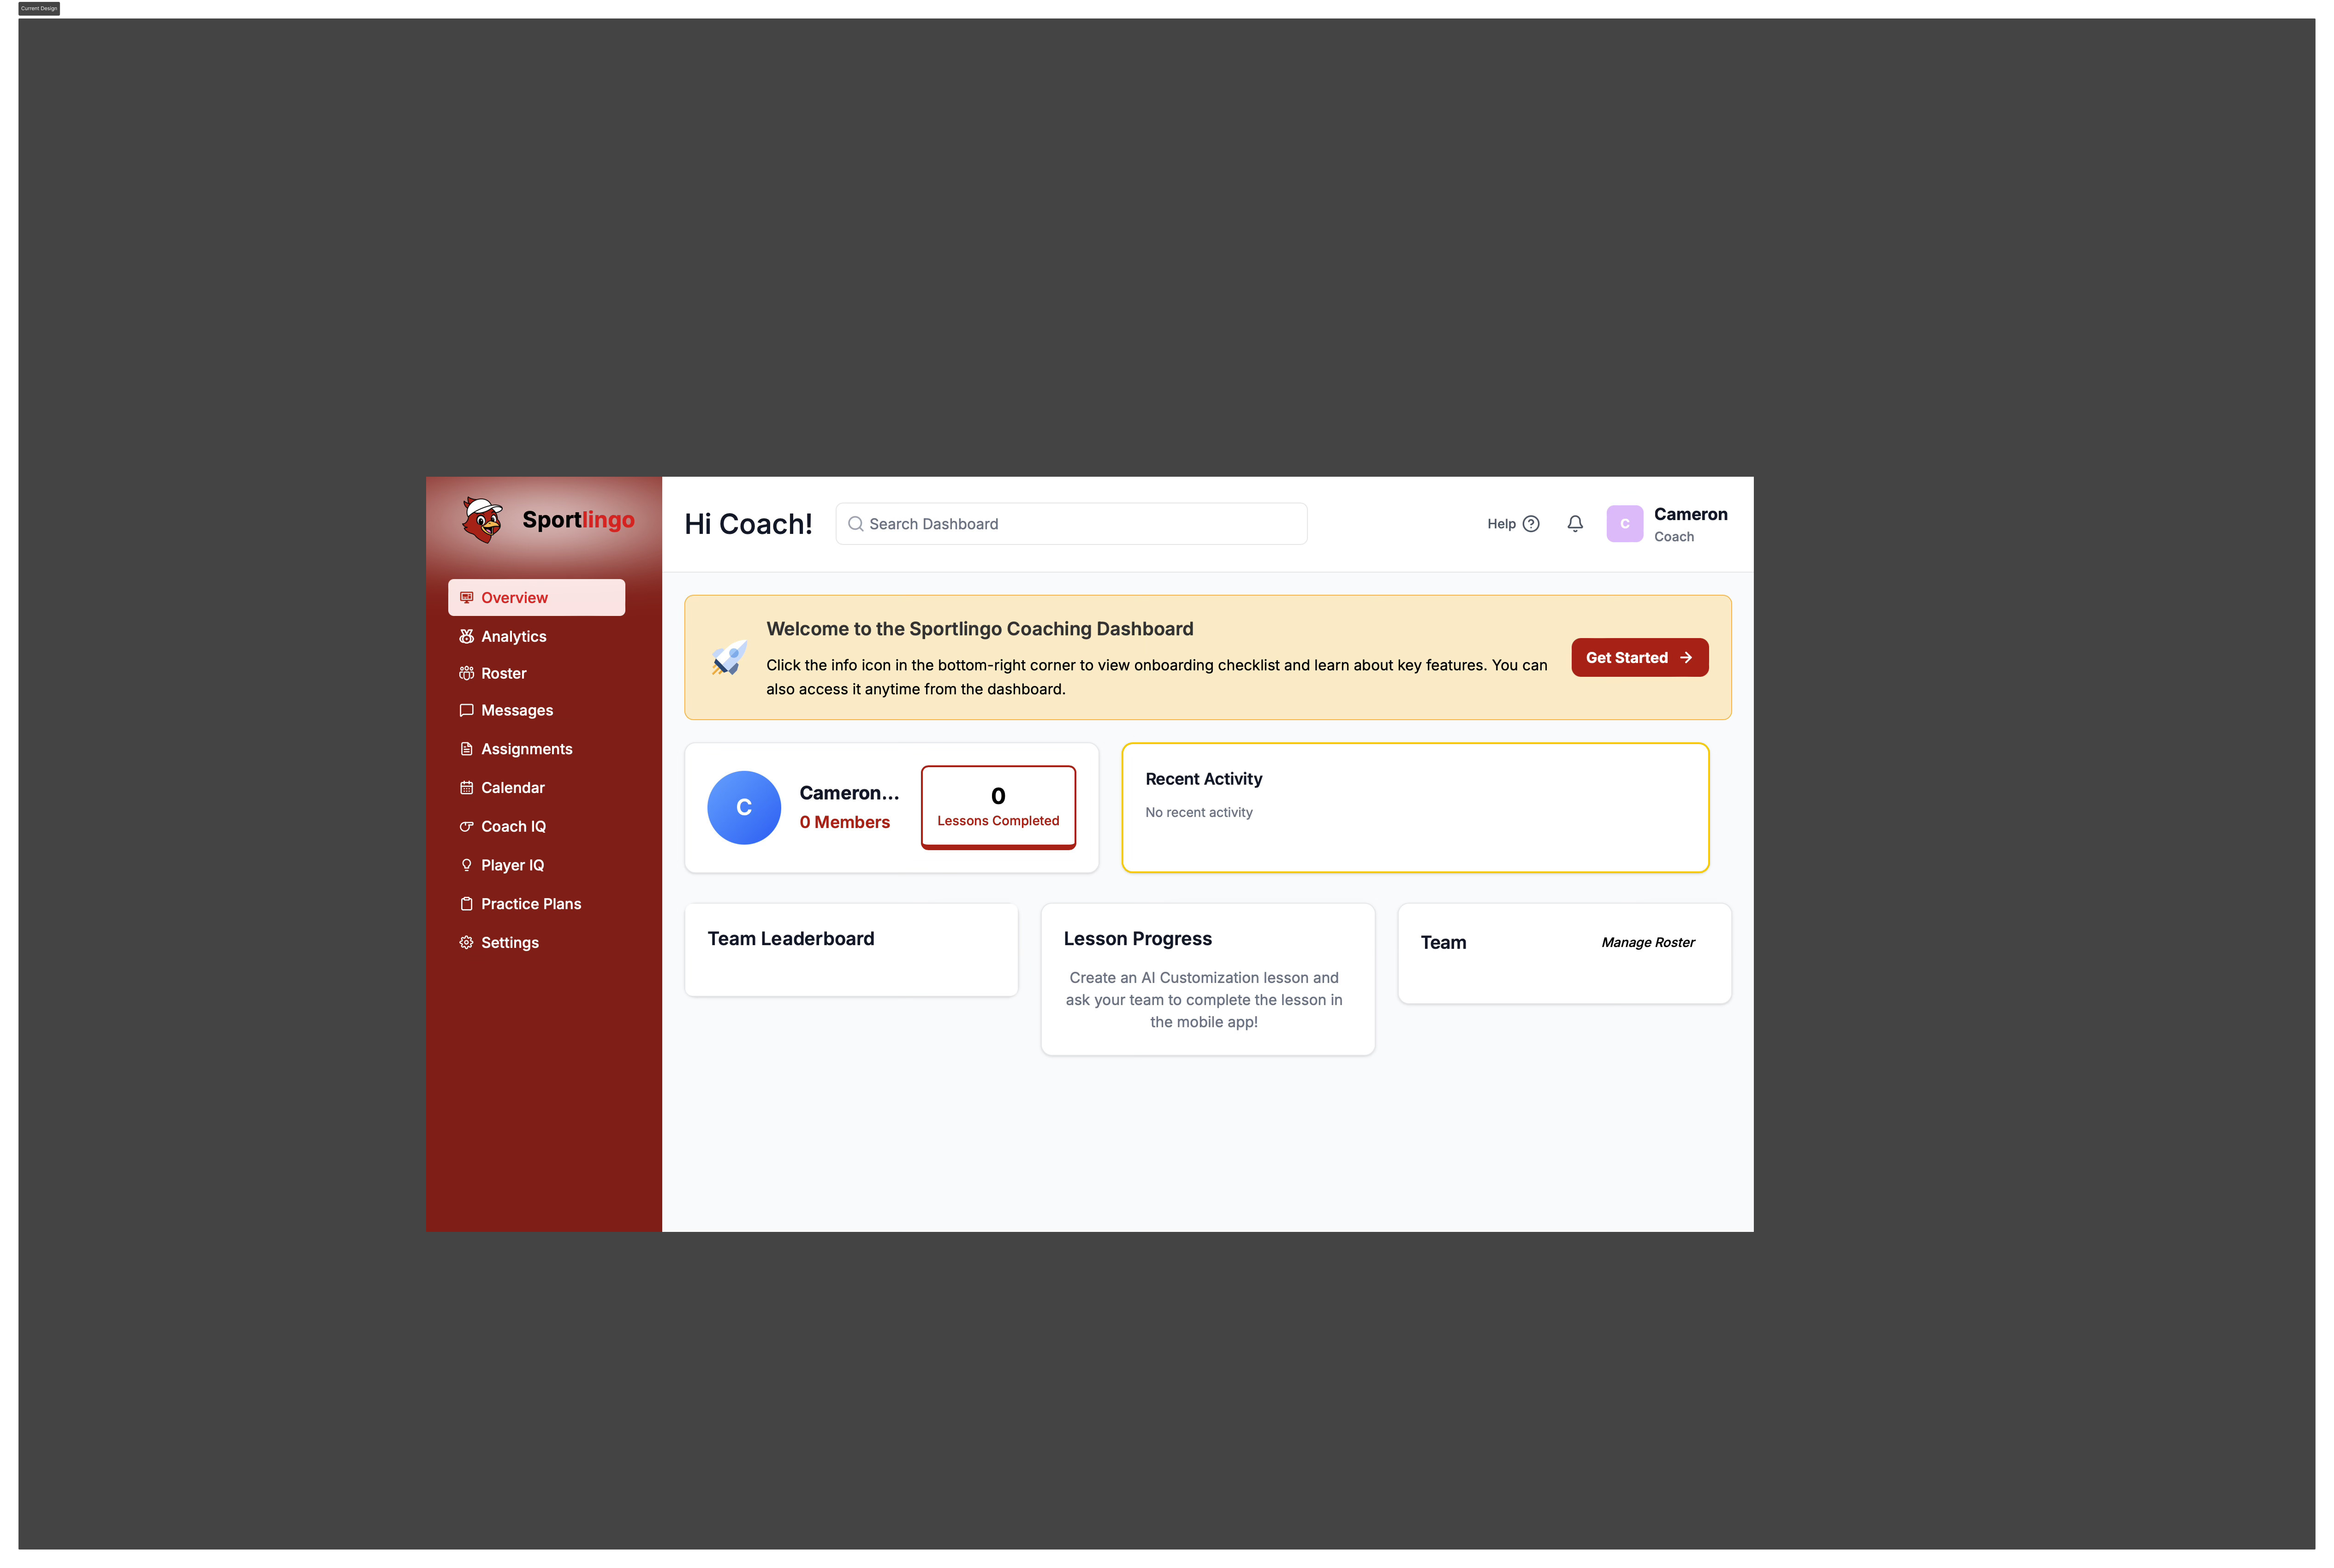 Current Design
Sportlingo
Overview
Analytics
Roster
Messages
Assignments
Calendar
Coach IQ
Player IQ
Practice Plans
Settings
Hi Coach!
Search Dashboard
Help
C
Cameron
Coach
Welcome to the Sportlingo Coaching Dashboard
Click the info icon in the bottom-right corner to view onboarding checklist and learn about key features. You can
also access it anytime from the dashboard.
Get Started
C
Cameron...
0 Members
0
Lessons Completed
Recent Activity
No recent activity
Team Leaderboard
Lesson Progress
Create an AI Customization lesson and
ask your team to complete the lesson in
the mobile app!
Team
Manage Roster